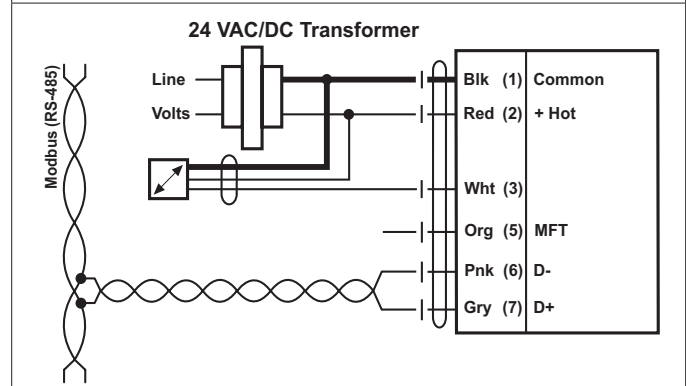 24 VAC/DC Transformer
Modbus (RS-485)
Line
Volts
Blk (1) Common
Red (2) + Hot
Wht (3)
Org (5) MFT
Pnk (6) D-
Gry (7) D+